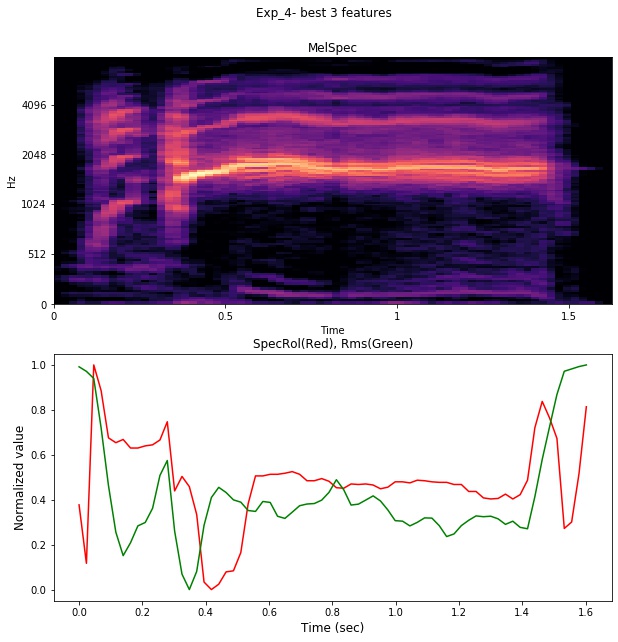 Exp_4- best 3 features
MelSpec
4096
2048
1024
512
0
Hz
0 0.5 1 1.5
Time
SpecRol(Red), Rms(Green)
1.0
0.8
0.6
0.4
0.2
0.0
Normalized value
0.0 0.2 0.4 0.6 0.8 1.0 1.2 1.4 1.6
Time (sec)